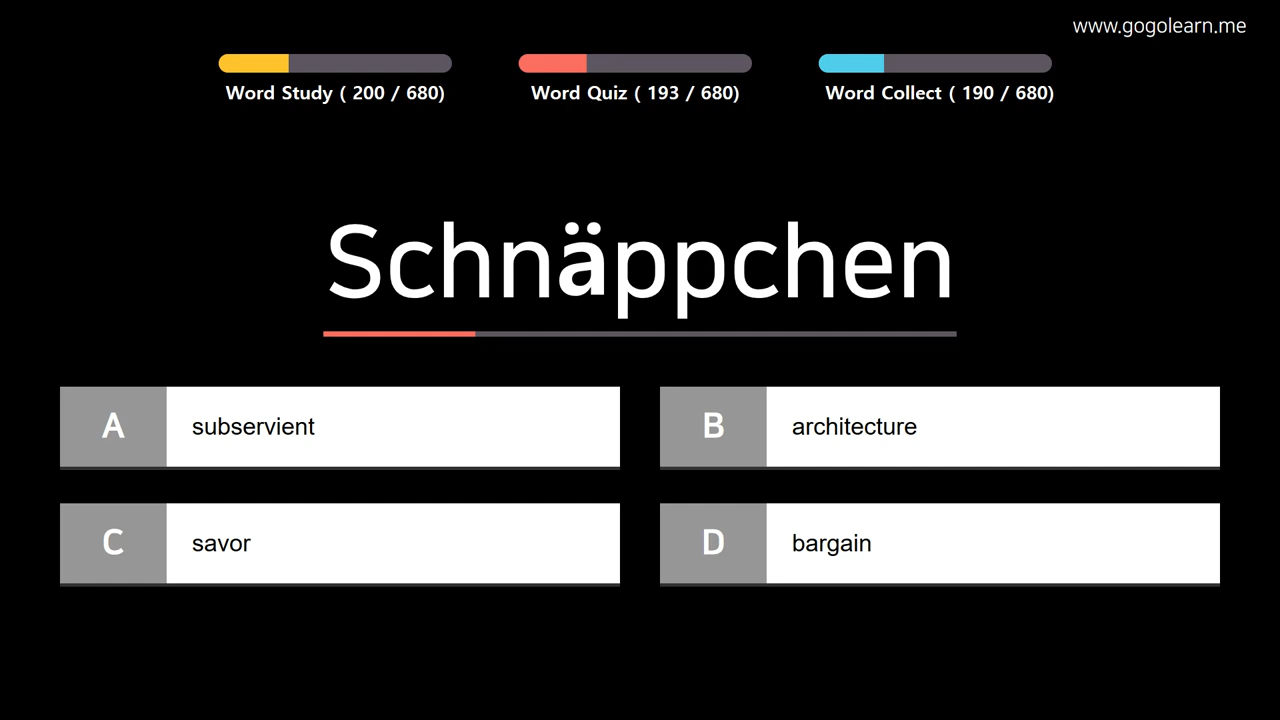 www.gogolearn.me
Word Study ( 200 / 680)
Word Quiz ( 193 / 680)
Word Collect ( 190 / 680)
Schnäppchen
A subservient
B architecture
C savor
D bargain